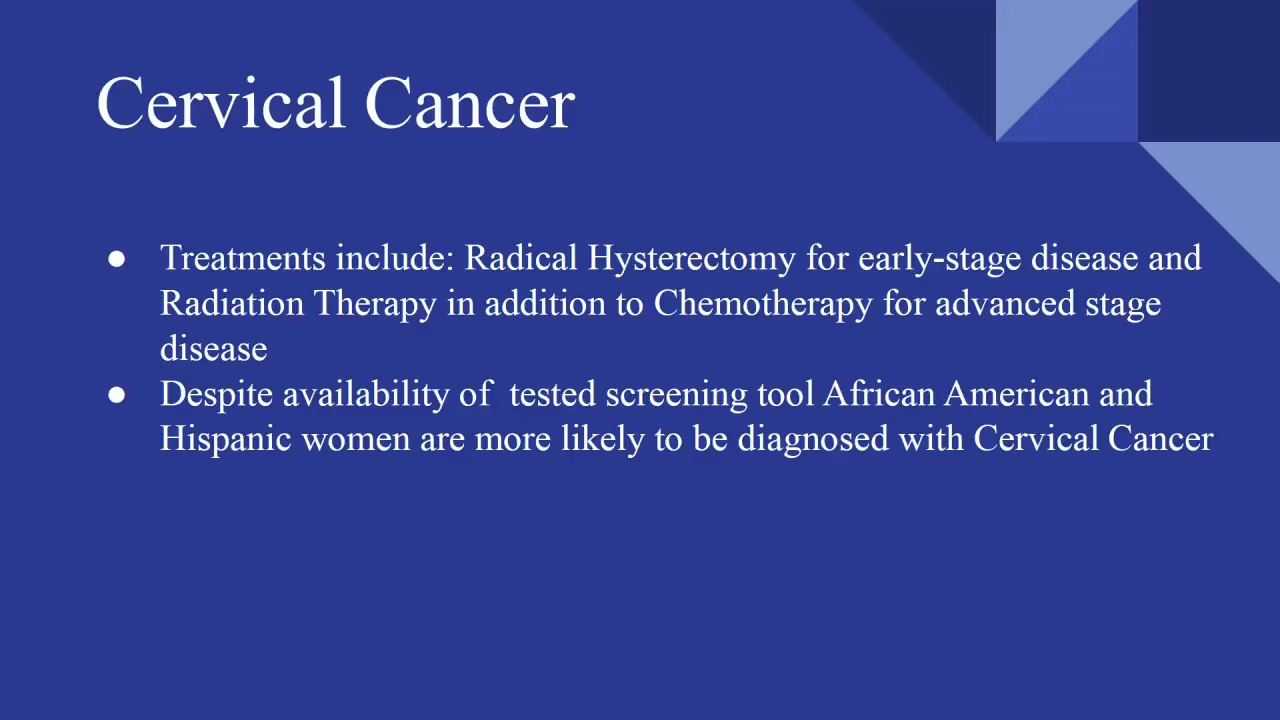 Cervical Cancer
● Treatments include: Radical Hysterectomy for early-stage disease and
Radiation Therapy in addition to Chemotherapy for advanced stage
disease
● Despite availability of  tested screening tool African American and
Hispanic women are more likely to be diagnosed with Cervical Cancer